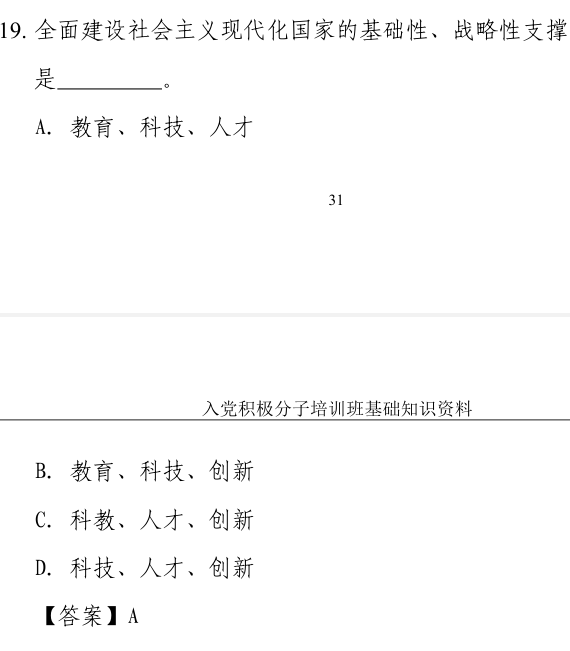 19. 全面建设社会主义现代化国家的基础性、战略性支撑
是_________。
A. 教育、科技、人才
31
入党积极分子培训班基础知识资料
B. 教育、科技、创新
C. 科教、人才、创新
D. 科技、人才、创新
【答案】A